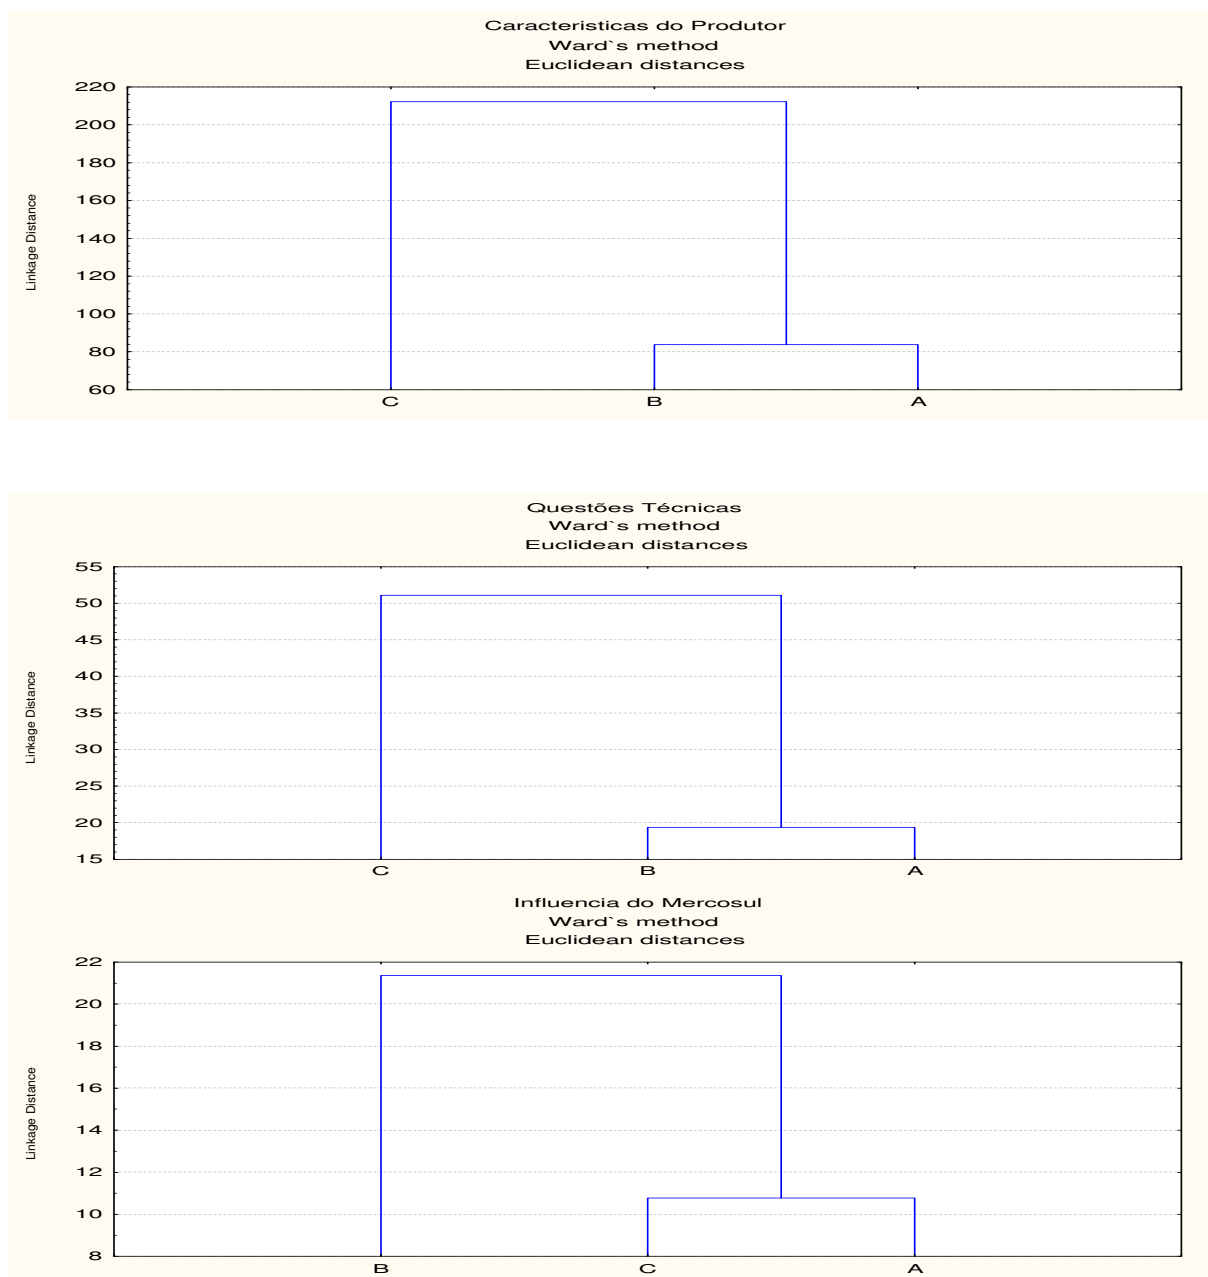 Caracteristicas do Produtor
Ward`s method
Euclidean distances
220
200
180
160
140
120
100
80
60
Linkage Distance
C B A
Questões Técnicas
Ward`s method
Euclidean distances
55
50
45
40
35
30
25
20
15
Linkage Distance
C B A
Influencia do Mercosul
Ward`s method
Euclidean distances
22
20
18
16
14
12
10
8
Linkage Distance
B C A